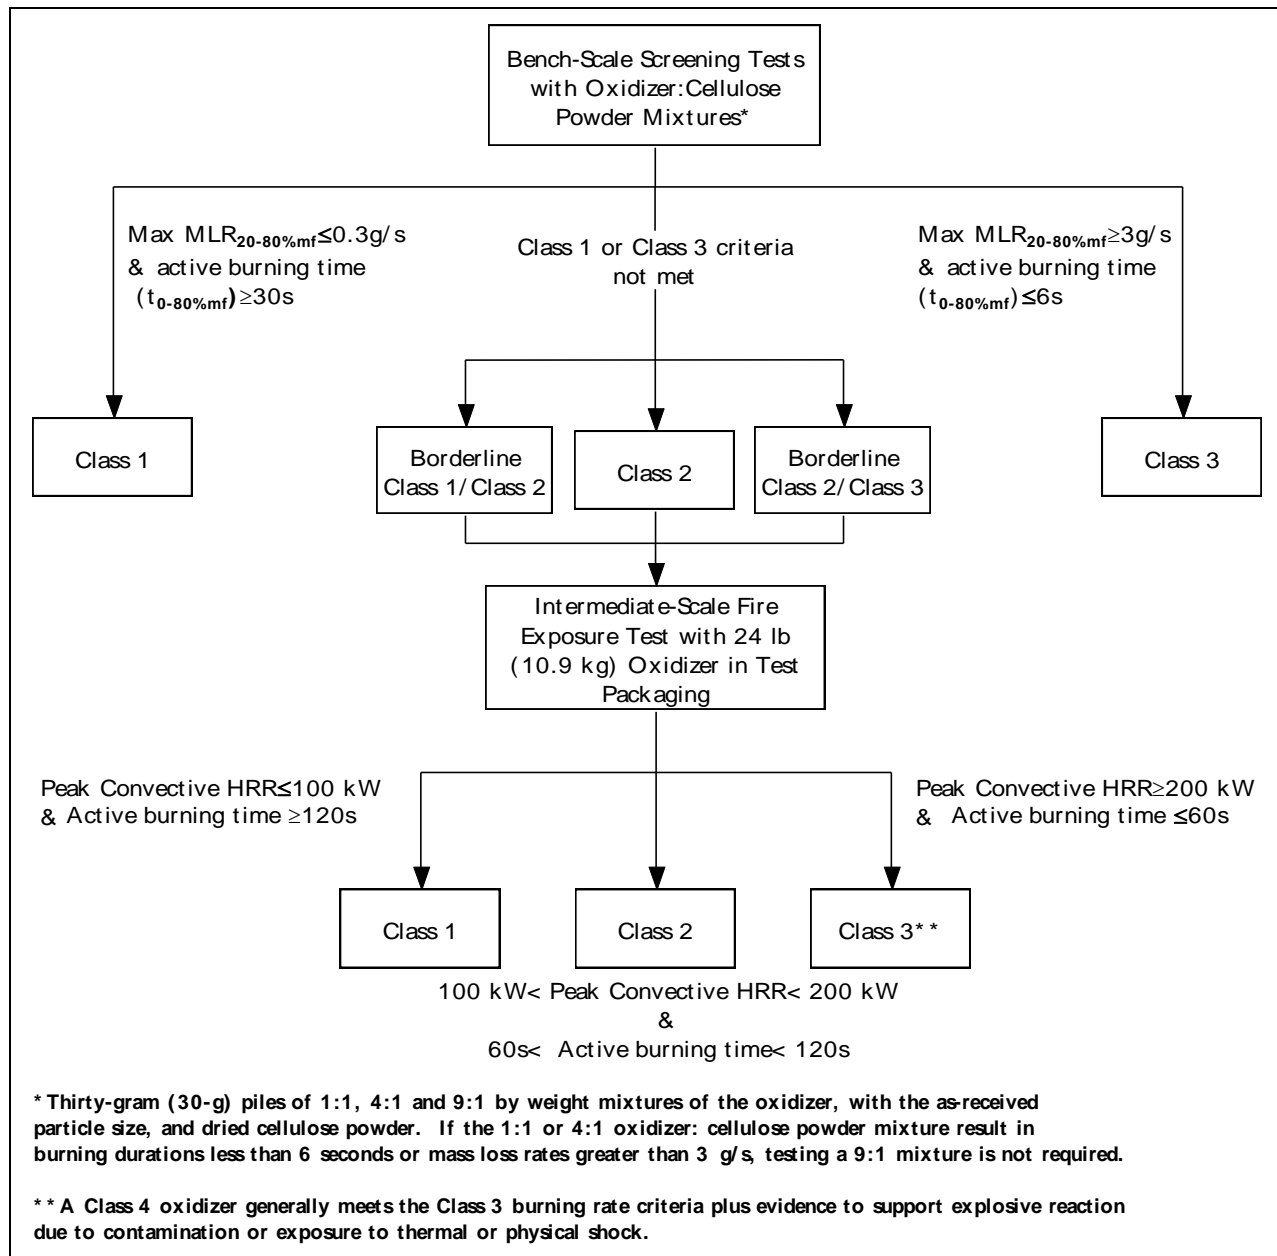 Bench-Scale Screening Tests
with Oxidizer:Cellulose
Powder Mixtures*
Max MLR20-80%mf≤0.3g/s
& active burning time
(t0-80%mf) ≥30s
Class 1 or Class 3 criteria
not met
Max MLR20-80%mf≥3g/s
& active burning time
(t0-80%mf) ≤6s
Class 1
Borderline
Class 1/Class 2
Class 2
Borderline
Class 2/Class 3
Class 3
Intermediate-Scale Fire
Exposure Test with 24 lb
(10.9 kg) Oxidizer in Test
Packaging
Peak Convective HRR≤100 kW
& Active burning time ≥120s
Peak Convective HRR≥200 kW
& Active burning time ≤60s
Class 1
Class 2
Class 3**
100 kW< Peak Convective HRR< 200 kW
&
60s< Active burning time< 120s
* Thirty-gram (30-g) piles of 1:1, 4:1 and 9:1 by weight mixtures of the oxidizer, with the as-received
particle size, and dried cellulose powder. If the 1:1 or 4:1 oxidizer: cellulose powder mixture result in
burning durations less than 6 seconds or mass loss rates greater than 3 g/s, testing a 9:1 mixture is not required.
** A Class 4 oxidizer generally meets the Class 3 burning rate criteria plus evidence to support explosive reaction
due to contamination or exposure to thermal or physical shock.